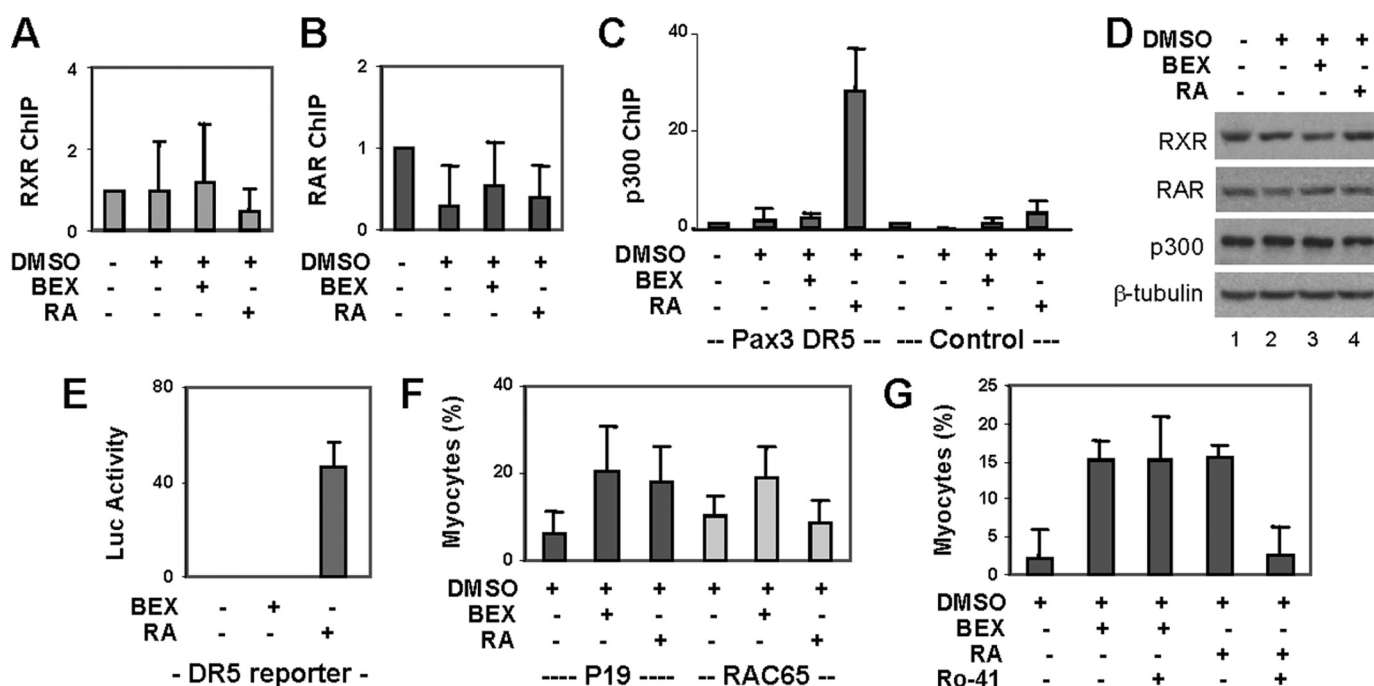 A
RXR ChIP
4
2
0
DMSO - + + +
BEX - - + -
RA - - - +
B
RAR ChIP
2
1
0
DMSO - + + +
BEX - - + -
RA - - - +
C
p300 ChIP
40
20
0
DMSO - + + + - + + +
BEX - - + - - - + -
RA - - - + - - - +
-- Pax3 DR5 -- --- Control ---
D
DMSO - + + +
BEX - - + -
RA - - - +
RXR
RAR
p300
β-tubulin
1 2 3 4
E
Luc Activity
80
40
0
BEX - + -
RA - - +
- DR5 reporter -
F
Myocytes (%)
40
20
0
DMSO + + + + + +
BEX - + - - + -
RA - - + - - +
---- P19 ---- -- RAC65 --
G
Myocytes (%)
25
20
15
10
5
0
DMSO + + + + +
BEX - + + - -
RA - - - + +
Ro-41 - - + - +